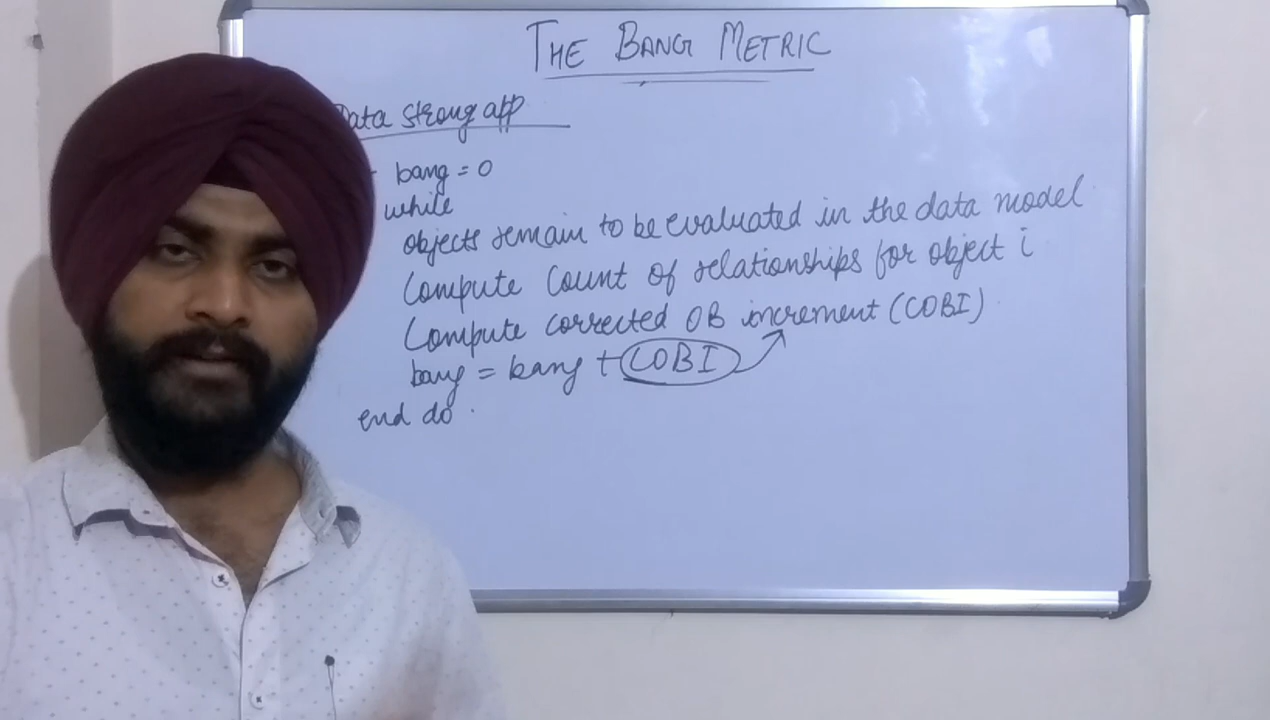 THE BANG METRIC
Data strong app
bang = 0
while
objects remain to be evaluated in the data model
Compute Count of relationships for object i
Compute corrected OB increment (COBI)
bang = bang + COBI
end do